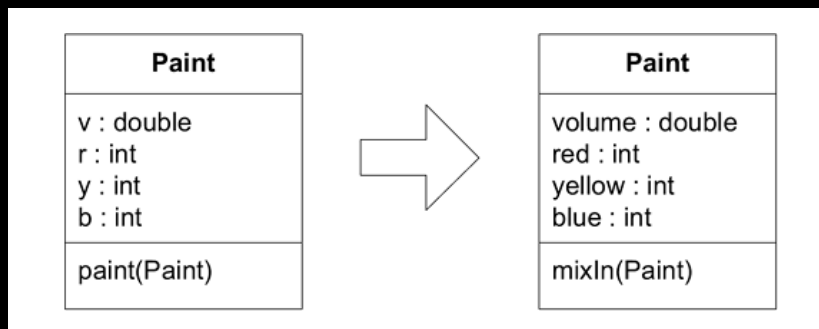 Paint
v : double
r : int
y : int
b : int
paint(Paint)
Paint
volume : double
red : int
yellow : int
blue : int
mixIn(Paint)